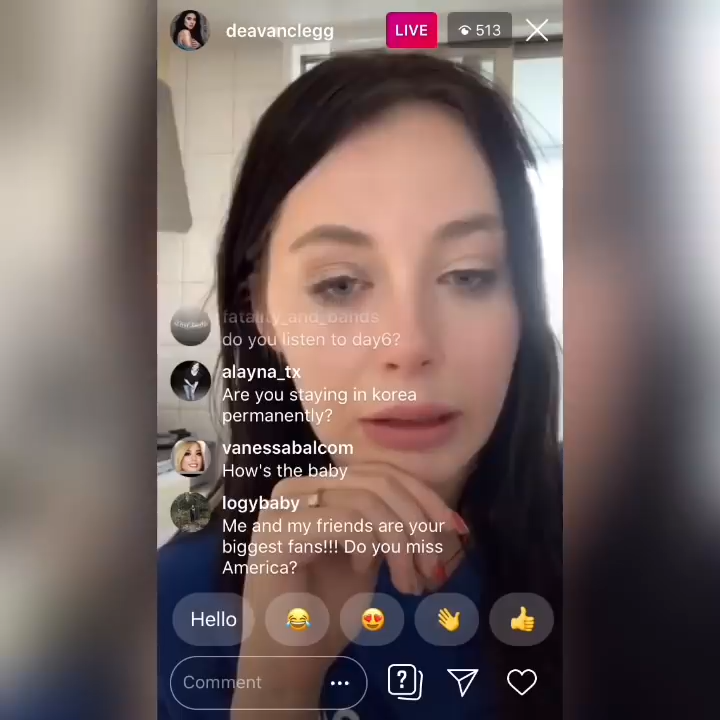 deavanclegg
LIVE
513
fatality_and_bands
do you listen to day6?
alayna_tx
Are you staying in korea
permanently?
vanessabalcom
How's the baby
logybaby
Me and my friends are your
biggest fans!!! Do you miss
America?
Hello
Comment